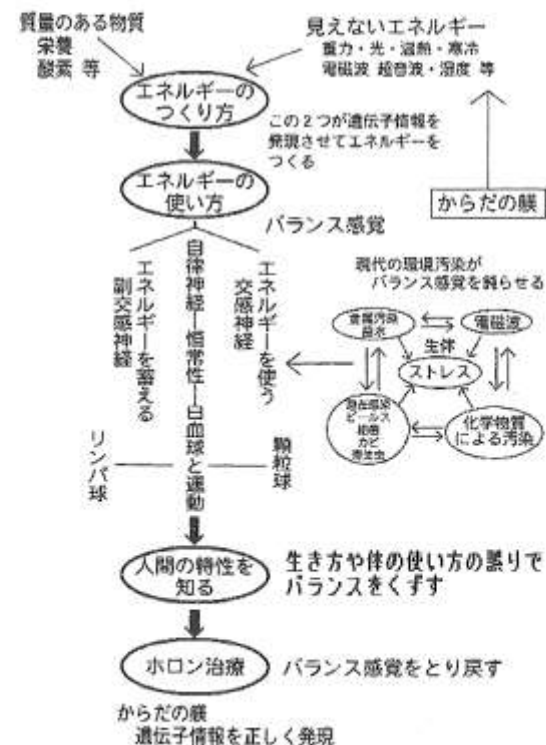 質量のある物質
栄養
酸素 等
見えないエネルギー
重力・光・温熱・寒冷
電磁波 超音波・湿度 等
エネルギーの
つくり方
この2つが遺伝子情報を
発現させてエネルギーを
つくる
エネルギーの
使い方
からだの躾
バランス感覚
エネルギーを蓄える
副交感神経
自律神経―恒常性―白血球と運動
エネルギーを使う
交感神経
現代の環境汚染が
バランス感覚を鈍らせる
電磁波
生体
ストレス
潜在感染
細菌
カビ
寄生虫
化学物質
による汚染
リンパ球
顆粒球
人間の特性を
知る
生き方や体の使い方の誤りで
バランスをくずす
ホロン治療
バランス感覚をとり戻す
からだの躾
遺伝子情報を正しく発現